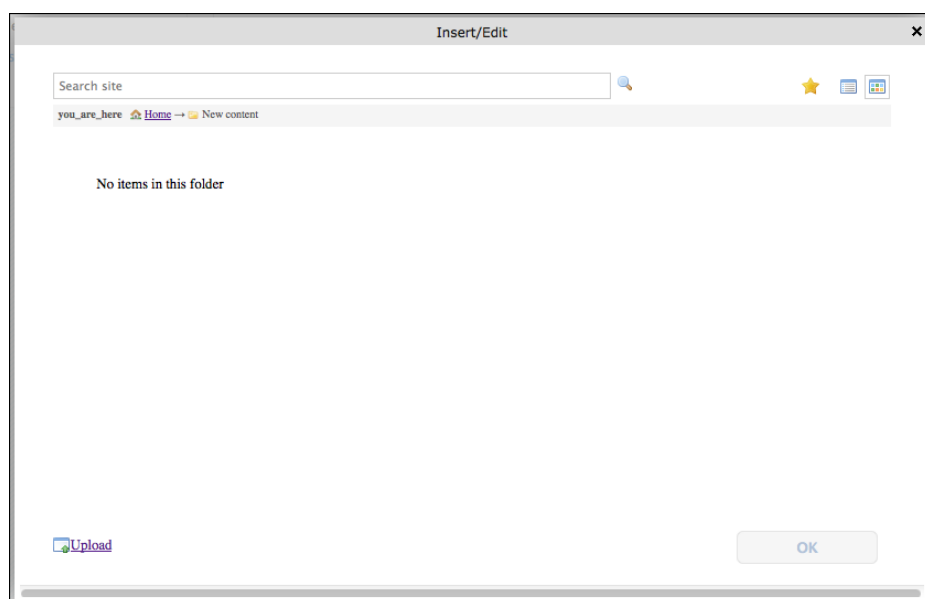 Insert/Edit
Search site
you_are_here Home → New content
No items in this folder
Upload
OK